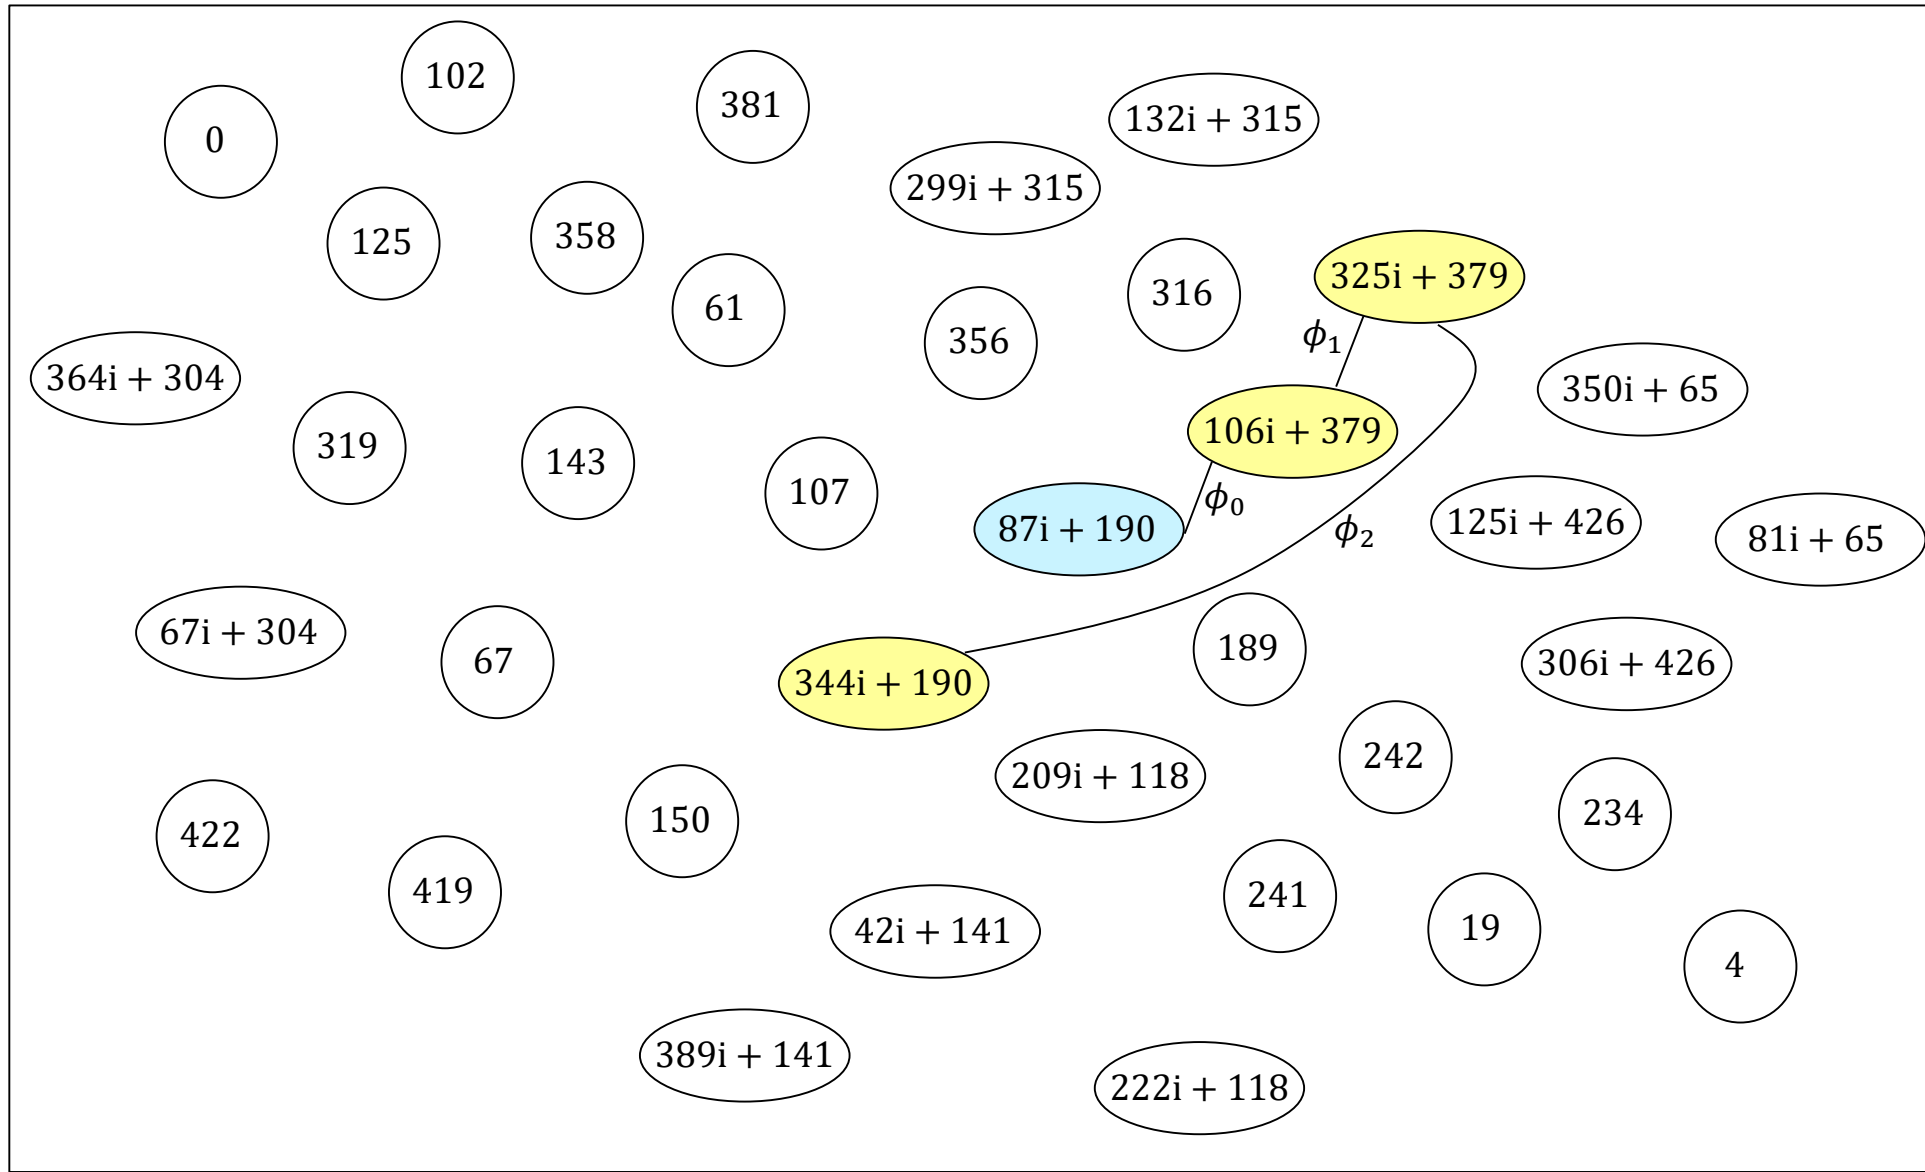 102
381
132i + 315
0
299i + 315
358
125
325i + 379
316
61
ϕ₁
356
364i + 304
350i + 65
106i + 379
319
143
107
ϕ₀
125i + 426
87i + 190
ϕ₂
81i + 65
67i + 304
189
67
306i + 426
344i + 190
242
209i + 118
234
150
422
419
241
42i + 141
19
4
389i + 141
222i + 118